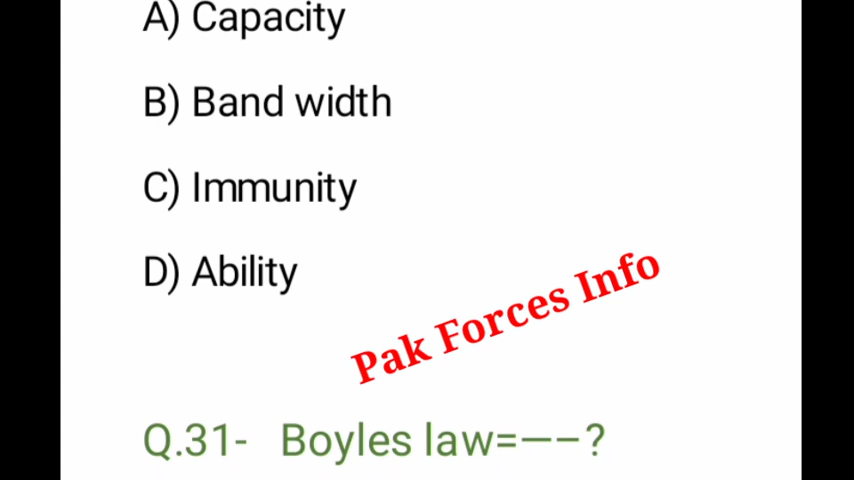 A) Capacity
B) Band width
C) Immunity
D) Ability
Pak Forces Info
Q.31- Boyles law=—–?